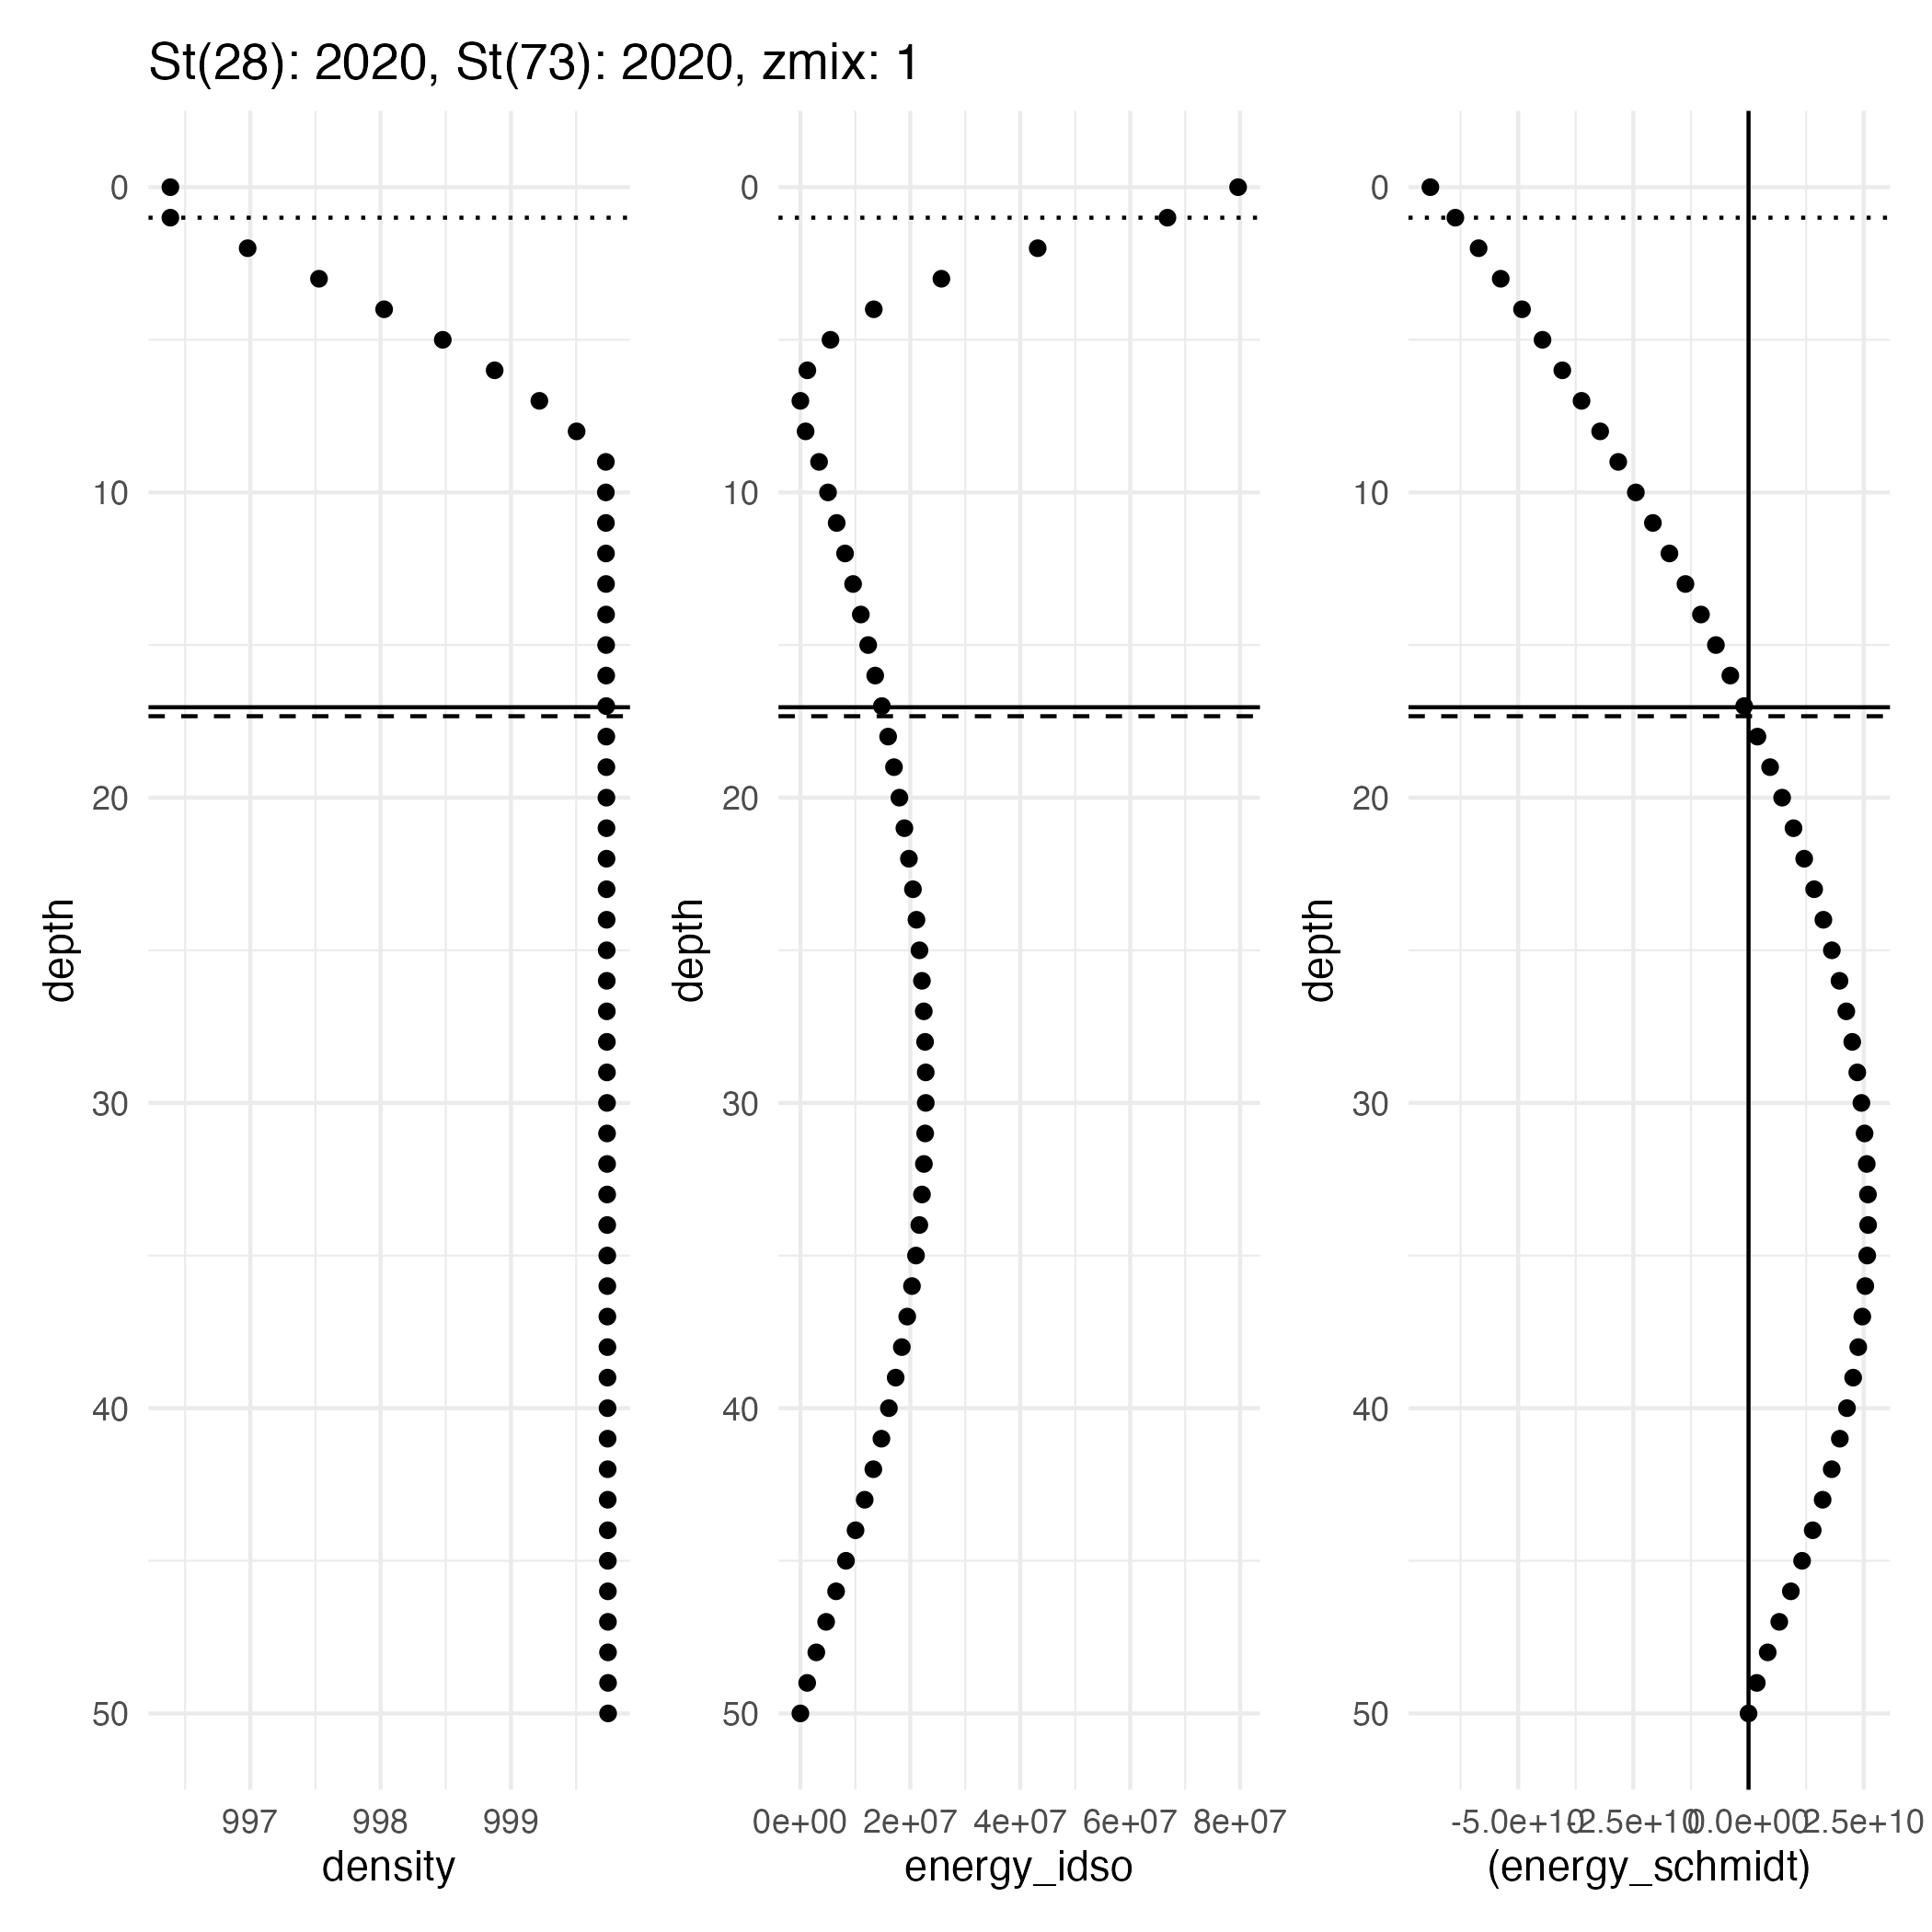 St(28): 2020, St(73): 2020, zmix: 1
0
10
20
30
40
50
depth
997 998 999
density
0
10
20
30
40
50
depth
0e+00 2e+07 4e+07 6e+07 8e+07
energy_idso
0
10
20
30
40
50
depth
-5.0e+10 -2.5e+10 0.0e+00 2.5e+10
(energy_schmidt)